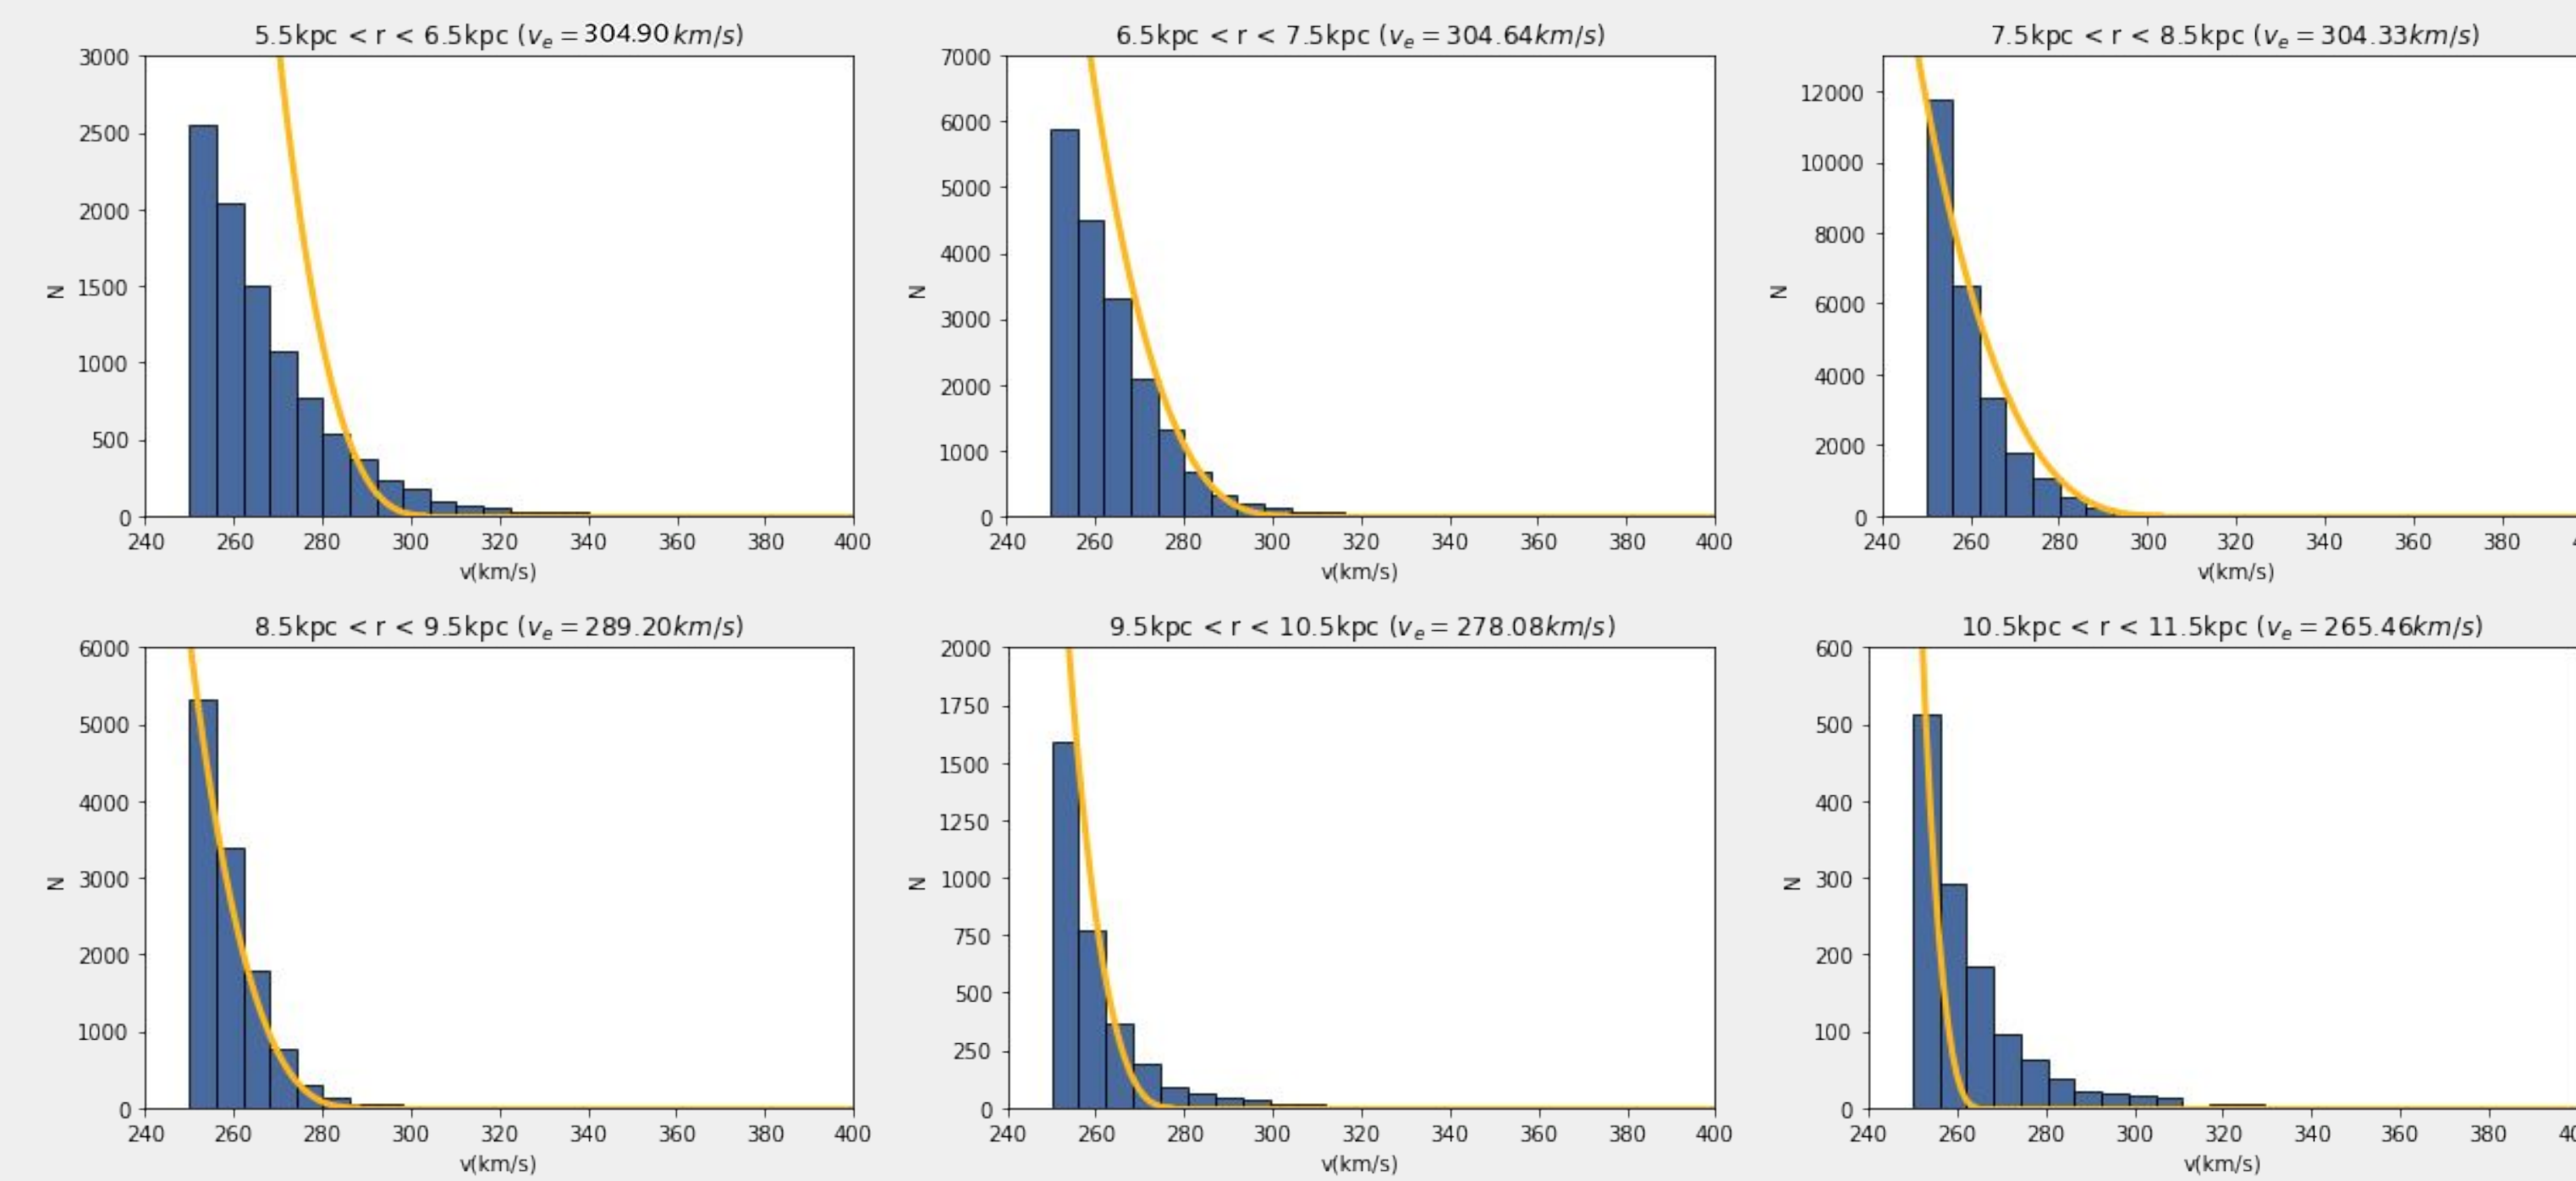 5.5kpc < r < 6.5kpc (vₑ = 304.90 km/s)
3000
2500
2000
1500
1000
500
0
N
240 260 280 300 320 340 360 380 400
v(km/s)
6.5kpc < r < 7.5kpc (vₑ = 304.64km/s)
7000
6000
5000
4000
3000
2000
1000
0
N
240 260 280 300 320 340 360 380 400
v(km/s)
7.5kpc < r < 8.5kpc (vₑ = 304.33km/s)
12000
10000
8000
6000
4000
2000
0
N
240 260 280 300 320 340 360 380
v(km/s)
8.5kpc < r < 9.5kpc (vₑ = 289.20km/s)
6000
5000
4000
3000
2000
1000
0
N
240 260 280 300 320 340 360 380 400
v(km/s)
9.5kpc < r < 10.5kpc (vₑ = 278.08km/s)
2000
1750
1500
1250
1000
750
500
250
0
N
240 260 280 300 320 340 360 380 400
v(km/s)
10.5kpc < r < 11.5kpc (vₑ = 265.46km/s)
600
500
400
300
200
100
0
N
240 260 280 300 320 340 360 380
v(km/s)